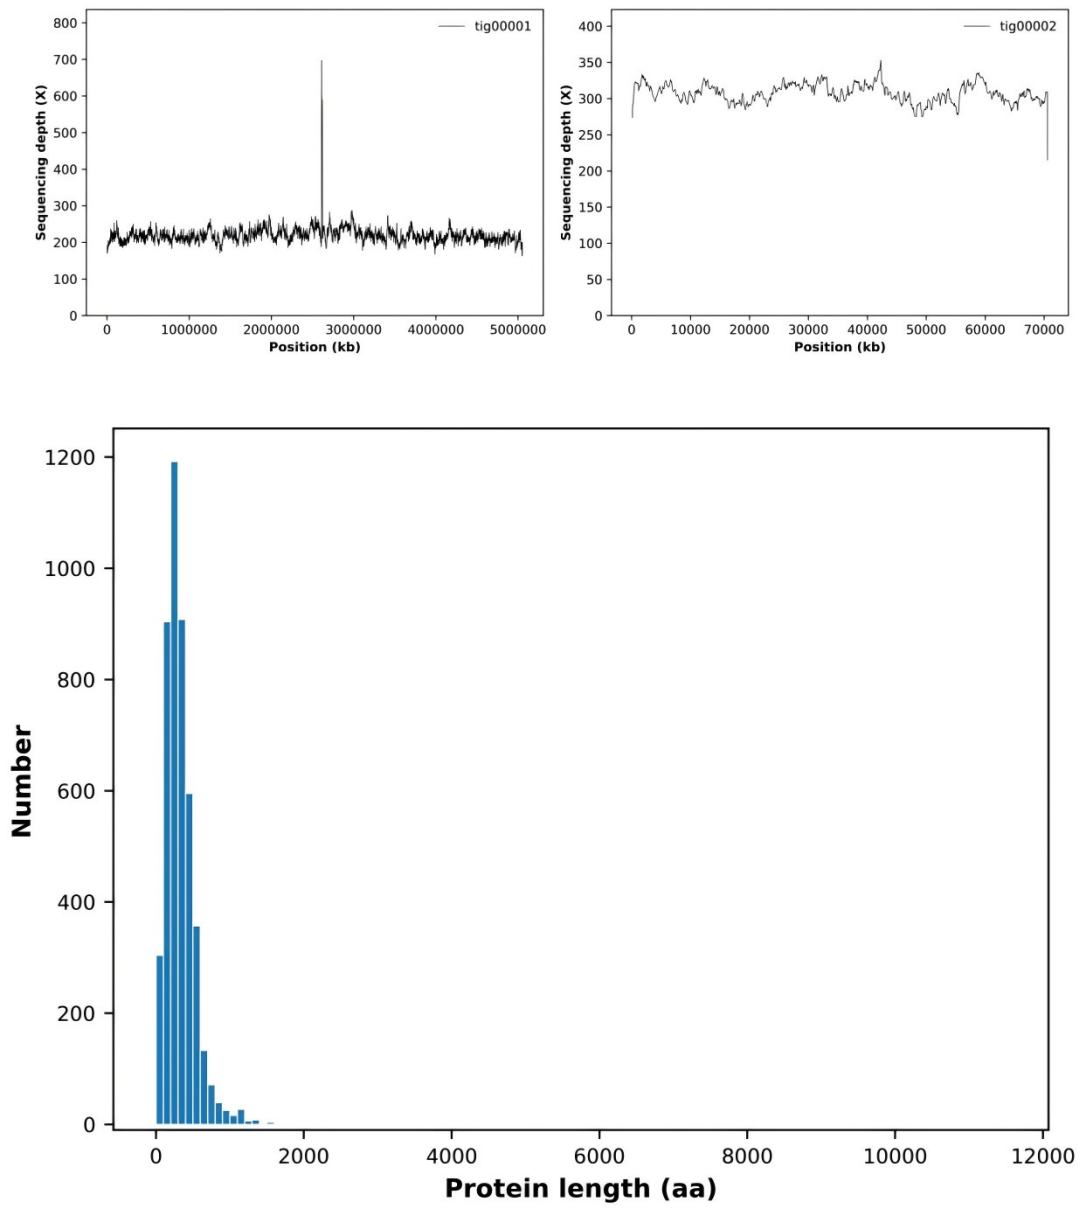 tig00001
800
700
600
500
400
300
200
100
0
Sequencing depth (X)
0 1000000 2000000 3000000 4000000 5000000
Position (kb)
tig00002
400
350
300
250
200
150
100
50
0
Sequencing depth (X)
0 10000 20000 30000 40000 50000 60000 70000
Position (kb)
1200
1000
800
600
400
200
0
Number
0 2000 4000 6000 8000 10000 12000
Protein length (aa)